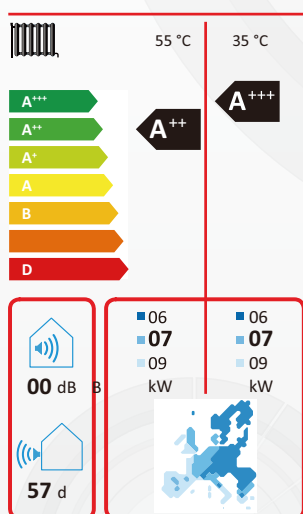 55 °C 35 °C
A+++
A++
A+
A
B
D
A++
A+++
06 06
07 07
09 09
kW kW
00 dB B
57 d